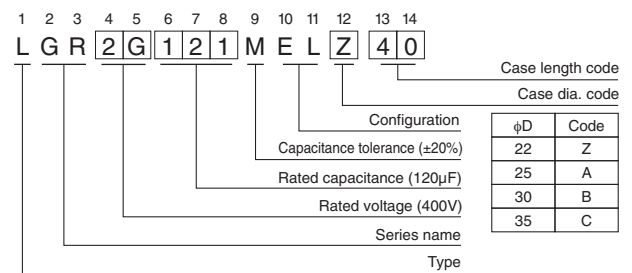 1 2 3 4 5 6 7 8 9 10 11 12 13 14
L G R 2 G 1 2 1 M E L Z 4 0
Case length code
Case dia. code
Configuration
Capacitance tolerance (±20%)
Rated capacitance (120µF)
Rated voltage (400V)
Series name
Type
ϕD Code
22 Z
25 A
30 B
35 C